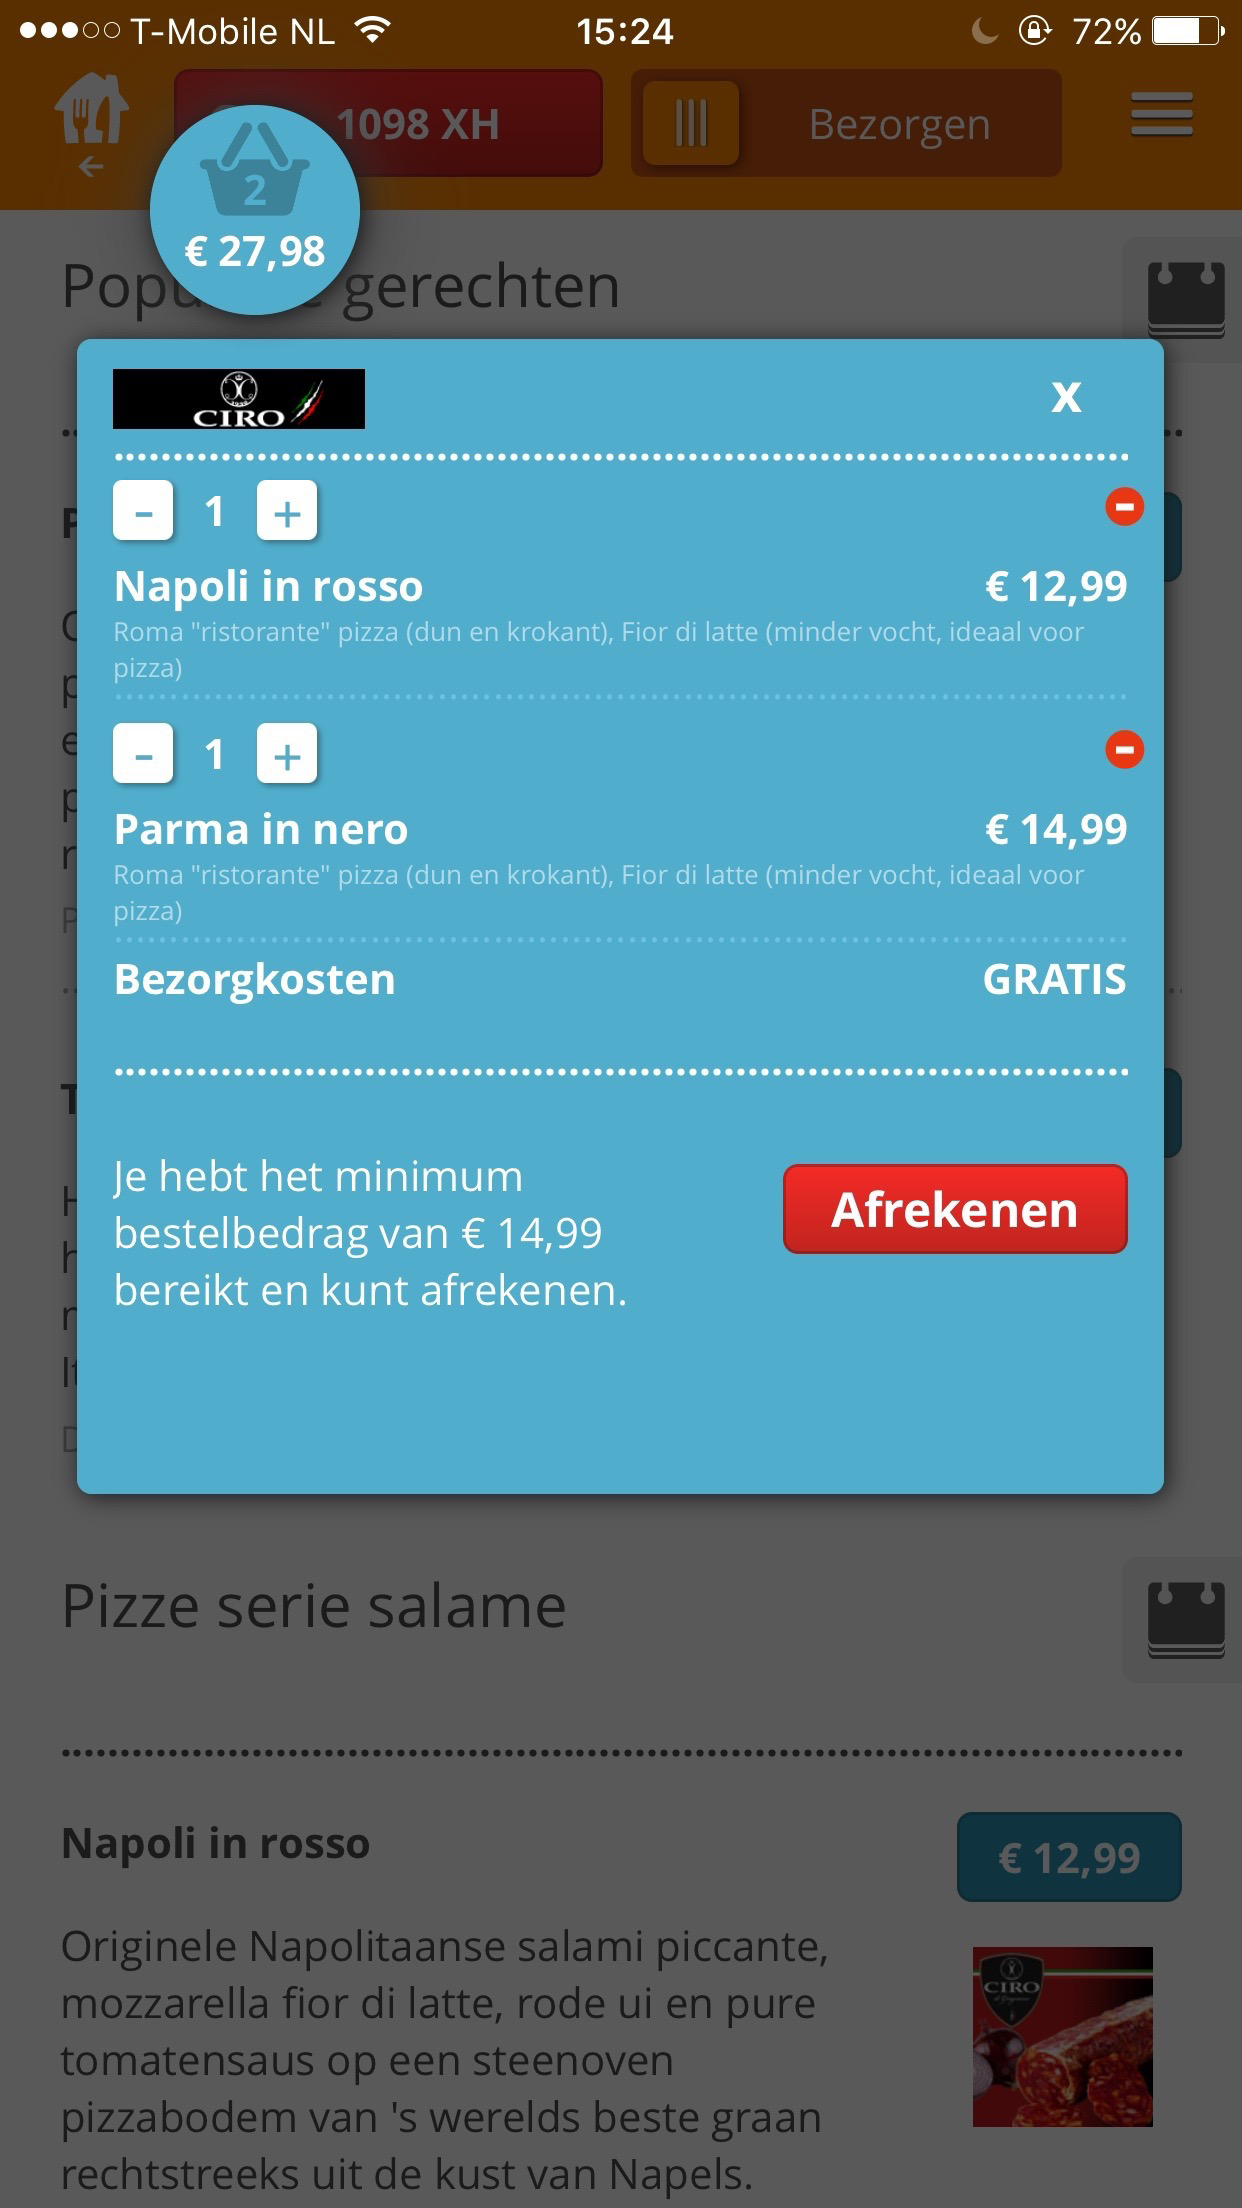 T-Mobile NL 15:24 72%
1098 XH Bezorgen
2
€ 27,98
gerechten
CIRO
x
- 1 +
Napoli in rosso € 12,99
Roma "ristorante" pizza (dun en krokant), Fior di latte (minder vocht, ideaal voor
pizza)
- 1 +
Parma in nero € 14,99
Roma "ristorante" pizza (dun en krokant), Fior di latte (minder vocht, ideaal voor
pizza)
Bezorgkosten GRATIS
Je hebt het minimum
bestelbedrag van € 14,99
bereikt en kunt afrekenen.
Afrekenen
Pizze serie salame
Napoli in rosso € 12,99
Originele Napolitaanse salami piccante,
mozzarella fior di latte, rode ui en pure
tomatensaus op een steenoven
pizzabodem van 's werelds beste graan
rechtstreeks uit de kust van Napels.
CIRO